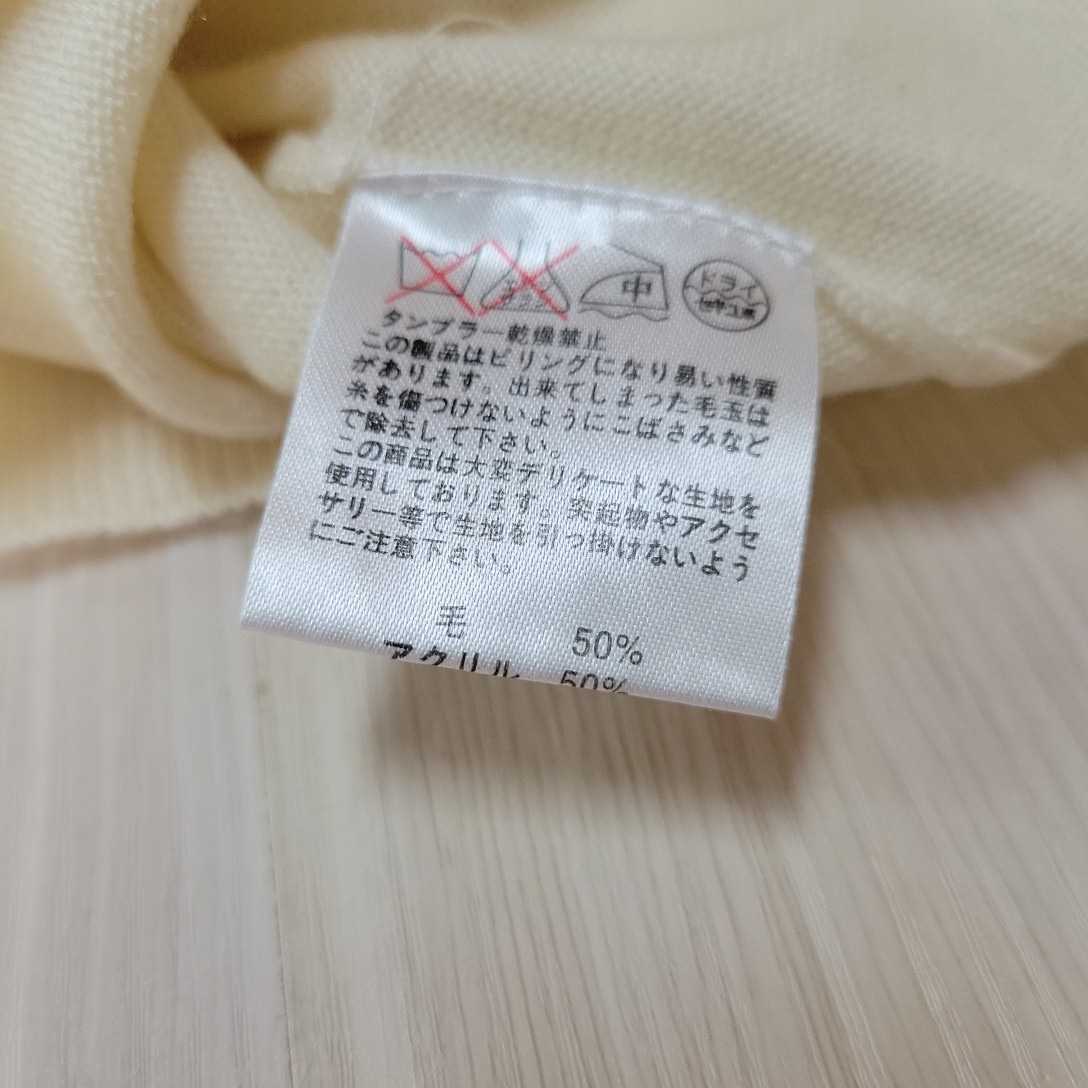 中 ドライ
タンブラー乾燥禁止
この製品はピリングになり易い性質
があります。出来てしまった毛玉は
糸を傷つけないようにこばさみなど
で除去して下さい。
この商品は大変デリケートな生地を
使用しております。突起物やアクセ
サリー等で生地を引っ掛けないよう
にご注意下さい。
毛 50%
アクリル 50%